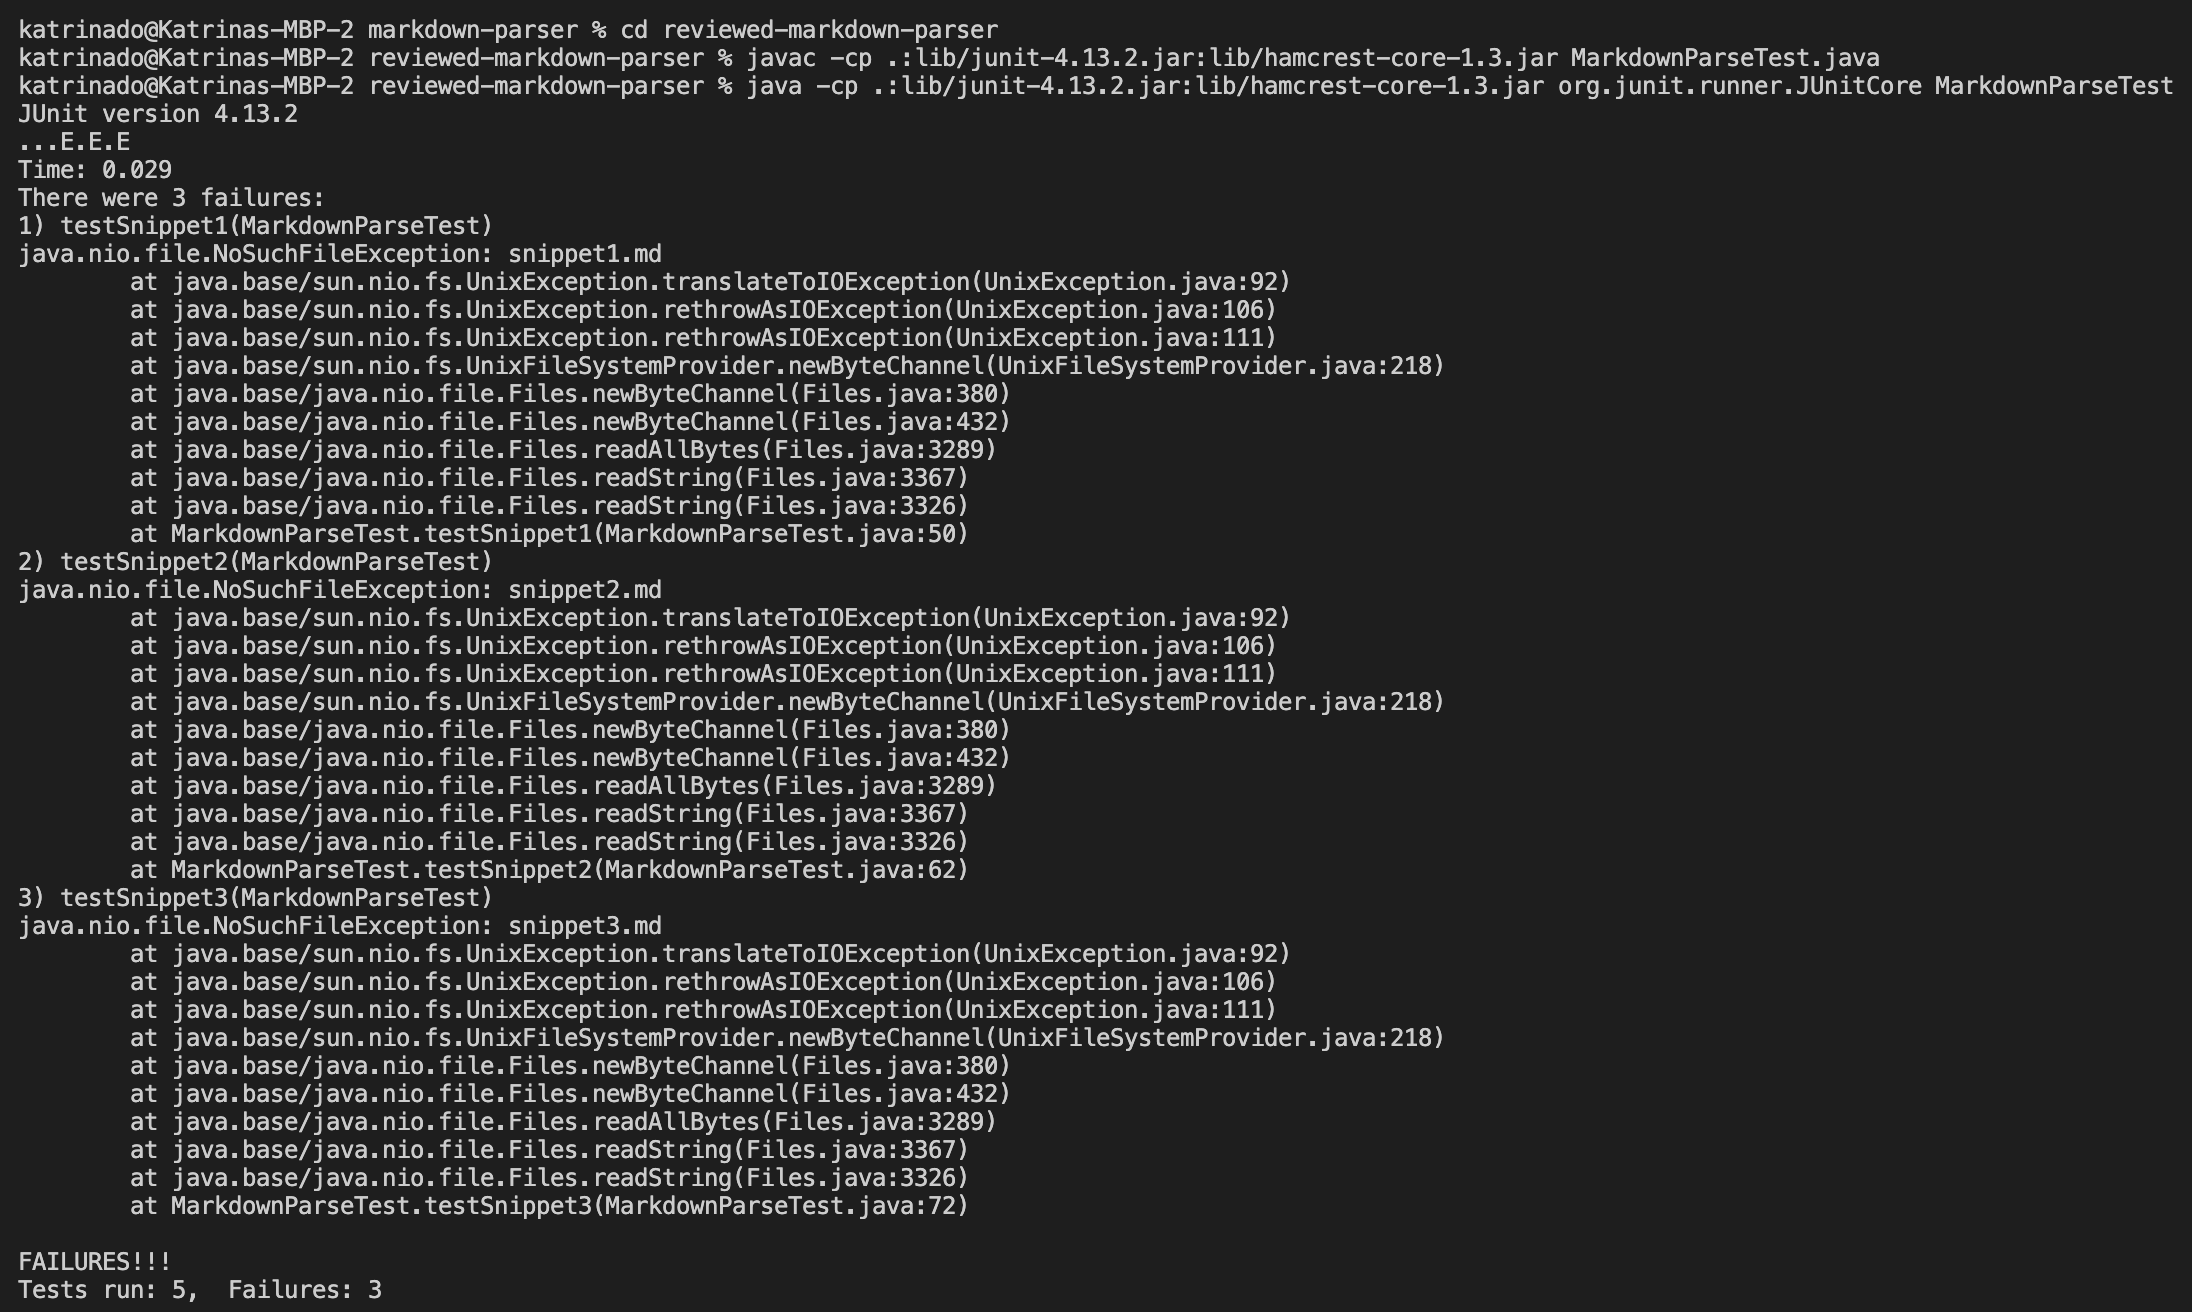 katrinado@Katrinas-MBP-2 markdown-parser % cd reviewed-markdown-parser
katrinado@Katrinas-MBP-2 reviewed-markdown-parser % javac -cp .:lib/junit-4.13.2.jar:lib/hamcrest-core-1.3.jar MarkdownParseTest.java
katrinado@Katrinas-MBP-2 reviewed-markdown-parser % java -cp .:lib/junit-4.13.2.jar:lib/hamcrest-core-1.3.jar org.junit.runner.JUnitCore MarkdownParseTest
JUnit version 4.13.2
...E.E.E
Time: 0.029
There were 3 failures:
1) testSnippet1(MarkdownParseTest)
java.nio.file.NoSuchFileException: snippet1.md
        at java.base/sun.nio.fs.UnixException.translateToIOException(UnixException.java:92)
        at java.base/sun.nio.fs.UnixException.rethrowAsIOException(UnixException.java:106)
        at java.base/sun.nio.fs.UnixException.rethrowAsIOException(UnixException.java:111)
        at java.base/sun.nio.fs.UnixFileSystemProvider.newByteChannel(UnixFileSystemProvider.java:218)
        at java.base/java.nio.file.Files.newByteChannel(Files.java:380)
        at java.base/java.nio.file.Files.newByteChannel(Files.java:432)
        at java.base/java.nio.file.Files.readAllBytes(Files.java:3289)
        at java.base/java.nio.file.Files.readString(Files.java:3367)
        at java.base/java.nio.file.Files.readString(Files.java:3326)
        at MarkdownParseTest.testSnippet1(MarkdownParseTest.java:50)
2) testSnippet2(MarkdownParseTest)
java.nio.file.NoSuchFileException: snippet2.md
        at java.base/sun.nio.fs.UnixException.translateToIOException(UnixException.java:92)
        at java.base/sun.nio.fs.UnixException.rethrowAsIOException(UnixException.java:106)
        at java.base/sun.nio.fs.UnixException.rethrowAsIOException(UnixException.java:111)
        at java.base/sun.nio.fs.UnixFileSystemProvider.newByteChannel(UnixFileSystemProvider.java:218)
        at java.base/java.nio.file.Files.newByteChannel(Files.java:380)
        at java.base/java.nio.file.Files.newByteChannel(Files.java:432)
        at java.base/java.nio.file.Files.readAllBytes(Files.java:3289)
        at java.base/java.nio.file.Files.readString(Files.java:3367)
        at java.base/java.nio.file.Files.readString(Files.java:3326)
        at MarkdownParseTest.testSnippet2(MarkdownParseTest.java:62)
3) testSnippet3(MarkdownParseTest)
java.nio.file.NoSuchFileException: snippet3.md
        at java.base/sun.nio.fs.UnixException.translateToIOException(UnixException.java:92)
        at java.base/sun.nio.fs.UnixException.rethrowAsIOException(UnixException.java:106)
        at java.base/sun.nio.fs.UnixException.rethrowAsIOException(UnixException.java:111)
        at java.base/sun.nio.fs.UnixFileSystemProvider.newByteChannel(UnixFileSystemProvider.java:218)
        at java.base/java.nio.file.Files.newByteChannel(Files.java:380)
        at java.base/java.nio.file.Files.newByteChannel(Files.java:432)
        at java.base/java.nio.file.Files.readAllBytes(Files.java:3289)
        at java.base/java.nio.file.Files.readString(Files.java:3367)
        at java.base/java.nio.file.Files.readString(Files.java:3326)
        at MarkdownParseTest.testSnippet3(MarkdownParseTest.java:72)

FAILURES!!!
Tests run: 5,  Failures: 3